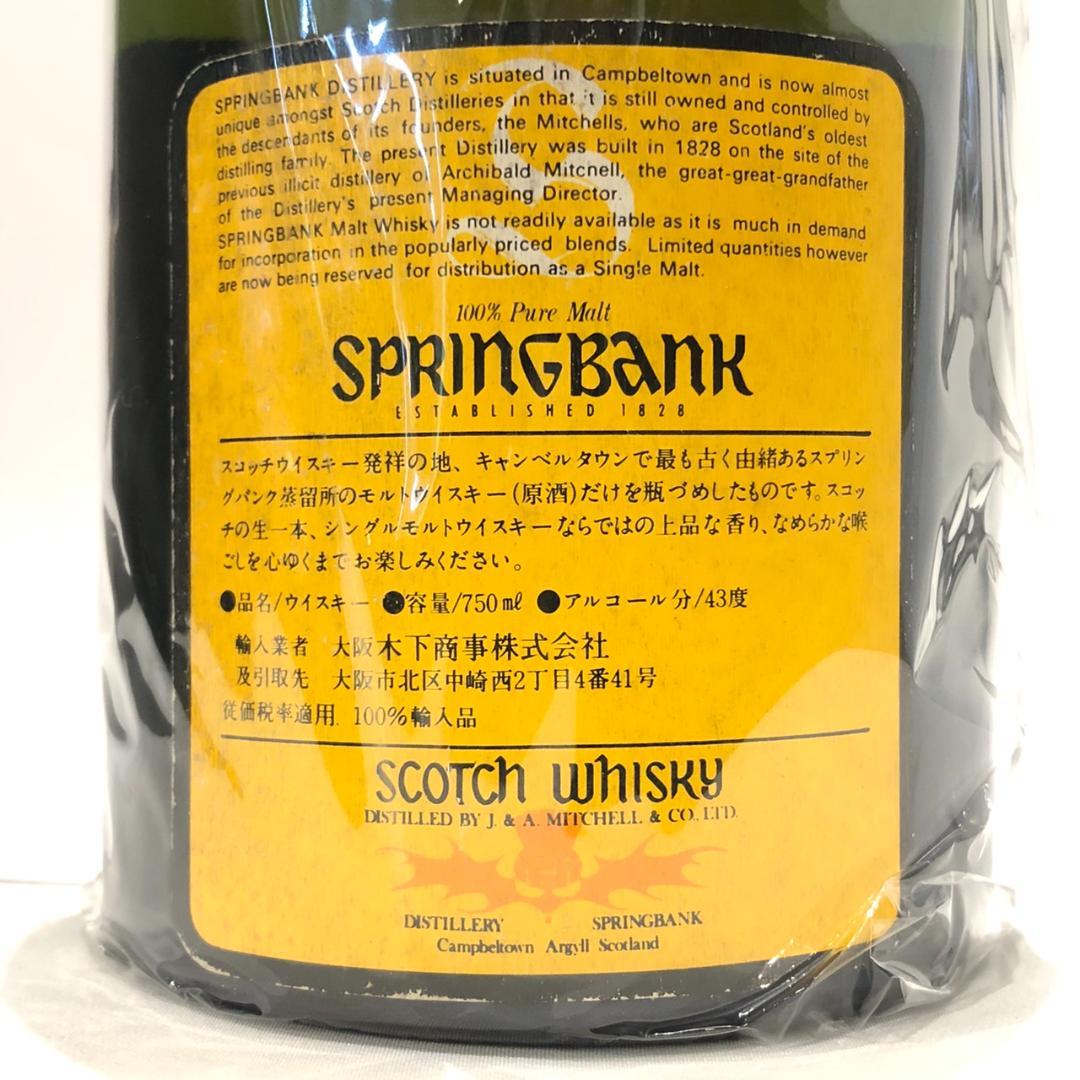 SPRINGBANK DISTILLERY is situated in Campbeltown and is now almost
unique amongst Scotch Distilleries in that it is still owned and controlled by
the descendants of its founders, the Mitchells, who are Scotland's oldest
distilling family. The present Distillery was built in 1828 on the site of the
previous illicit distillery of Archibald Mitchell, the great-great-grandfather
of the Distillery's present Managing Director.
SPRINGBANK Malt Whisky is not readily available as it is much in demand
for incorporation in the popularly priced blends. Limited quantities however
are now being reserved for distribution as a Single Malt.
S
100% Pure Malt
SPRINGBANK
ESTABLISHED 1828
スコッチウイスキー発祥の地、キャンベルタウンで最も古く由緒あるスプリン
グバンク蒸留所のモルトウイスキー(原酒)だけを瓶づめしたものです。スコッ
チの生一本、シングルモルトウイスキーならではの上品な香り、なめらかな喉
ごしを心ゆくまでお楽しみください。
●品名/ウイスキー ●容量/750ml ●アルコール分/43度
輸入業者 大阪木下商事株式会社
及引取先 大阪市北区中崎西2丁目4番41号
従価税率適用. 100%輸入品
SCOTCH WHISKY
DISTILLED BY J. & A. MITCHELL & CO. LTD.
DISTILLERY SPRINGBANK
Campbeltown Argyll Scotland